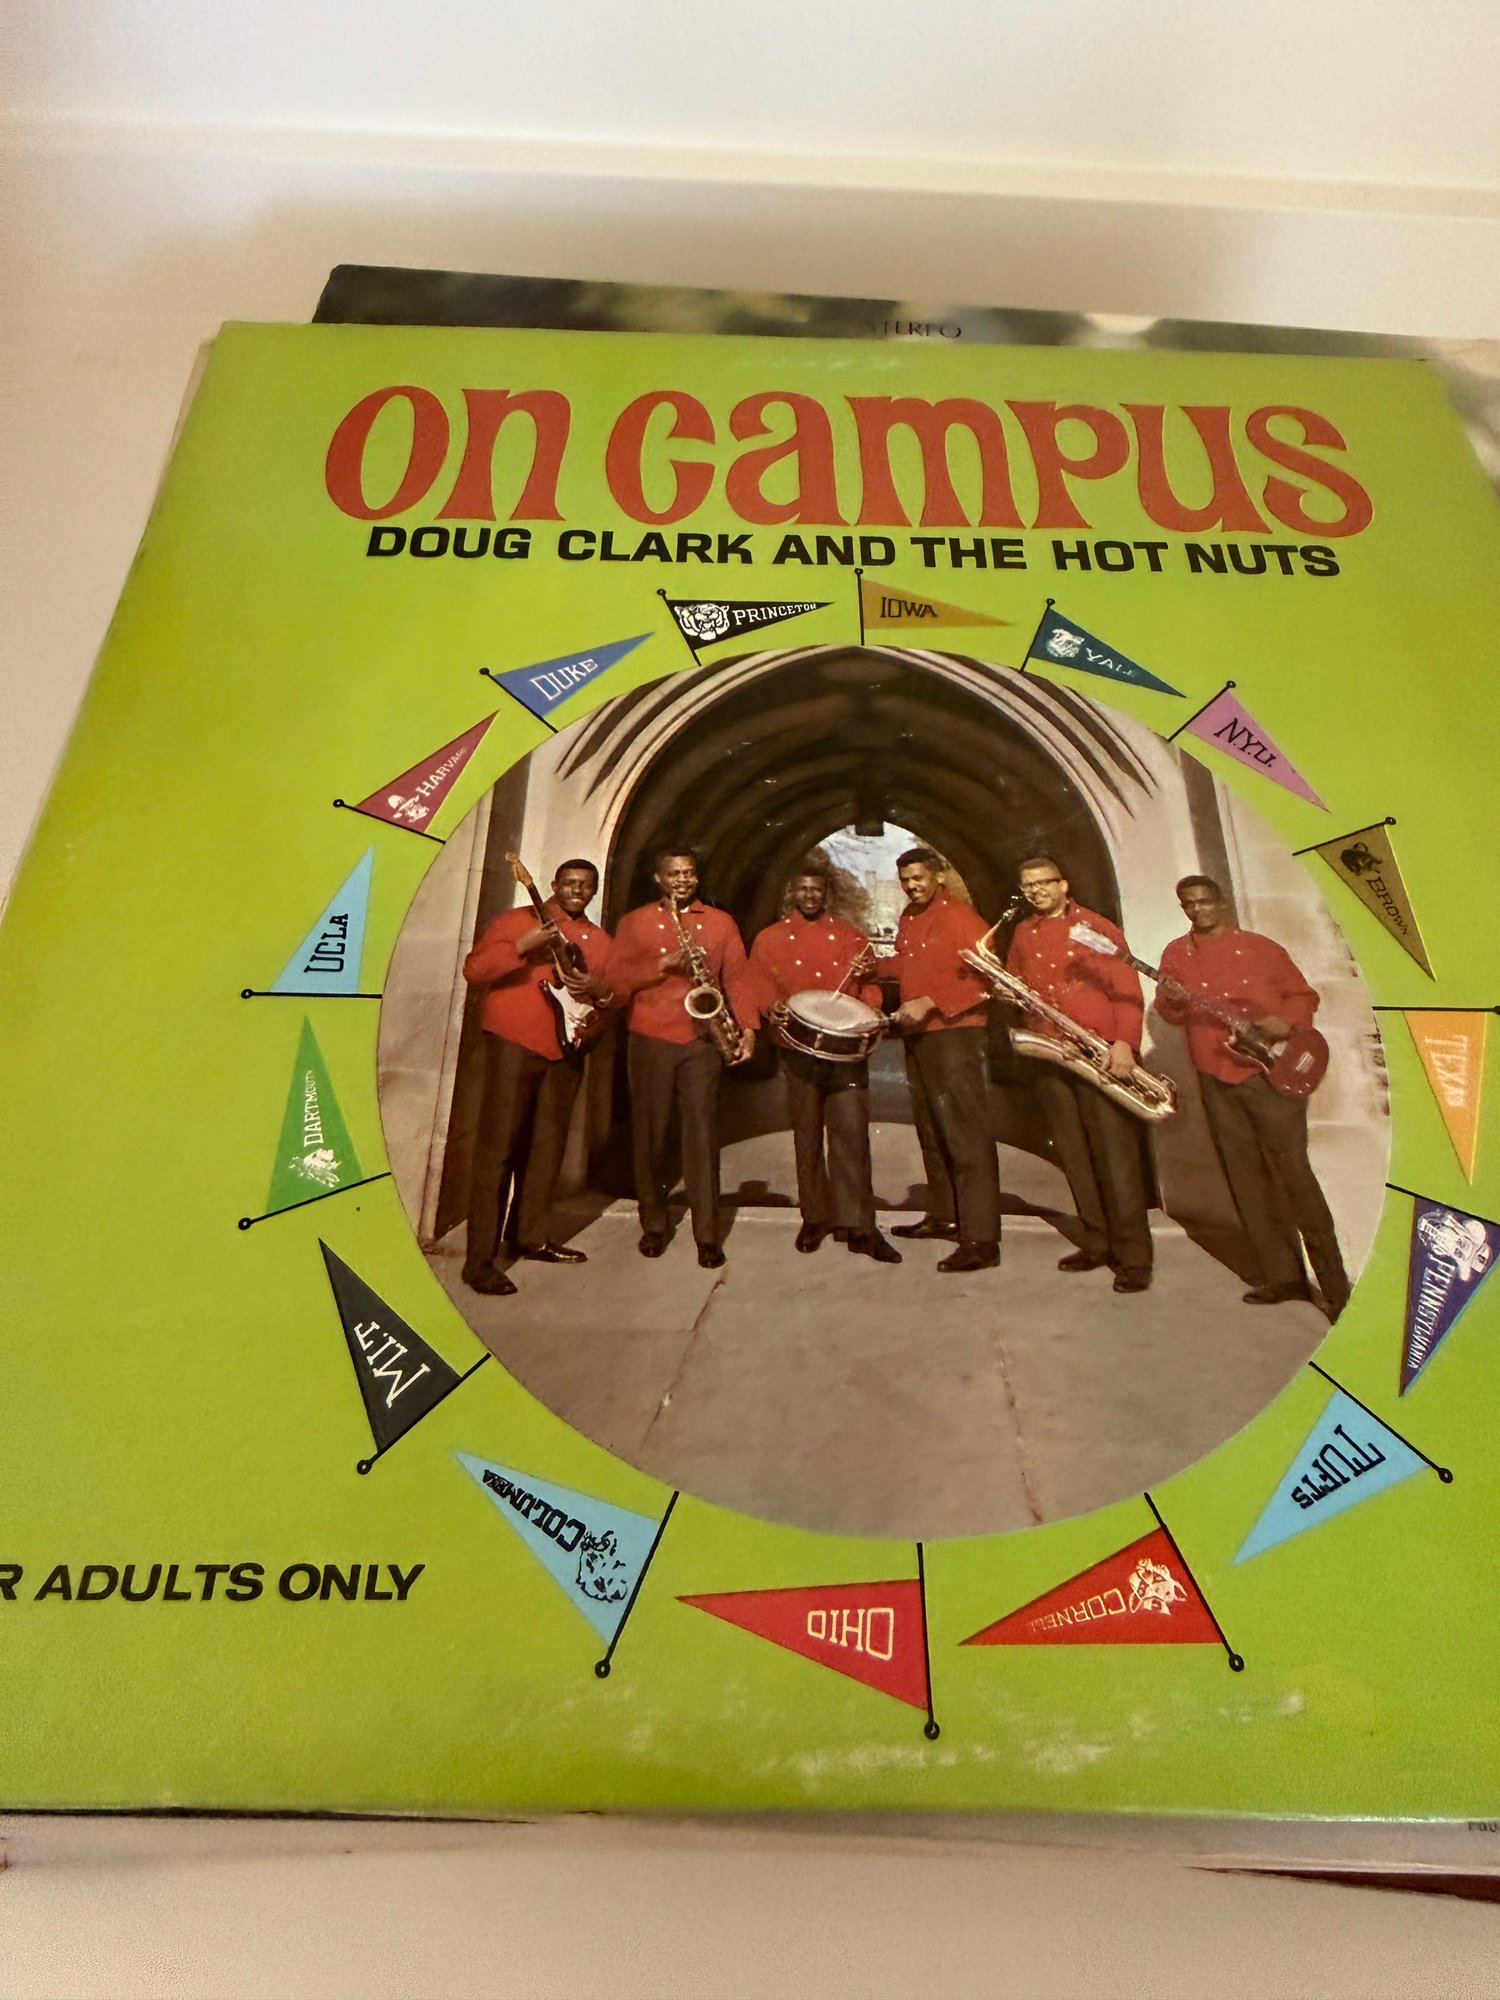 STEREO
on campus
DOUG CLARK AND THE HOT NUTS
IOWA
PRINCETON
YALE
DUKE
N.Y.U.
HARVARD
BROWN
UCLA
TEXAS
DARTMOUTH
PENNSYLVANIA
M.I.T.
TUFTS
COLUMBIA
CORNELL
OHIO
R ADULTS ONLY